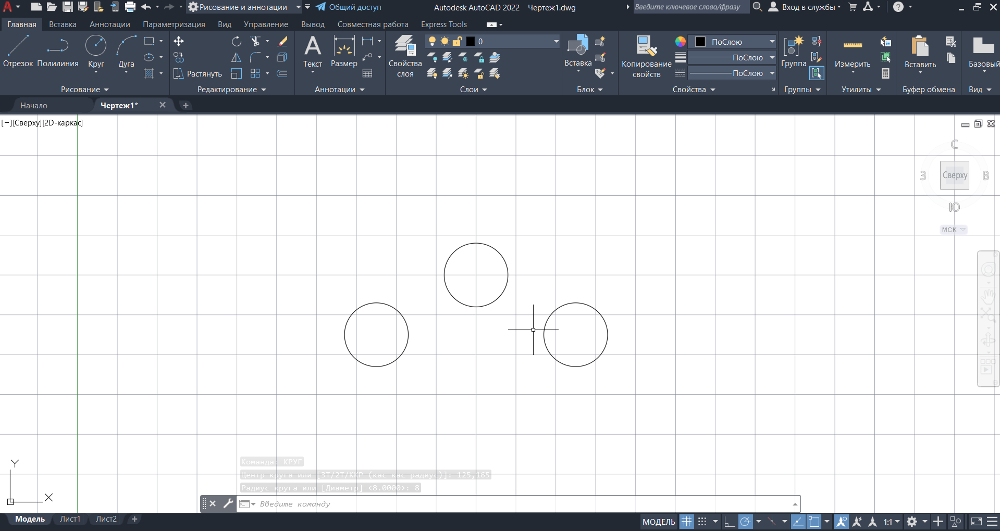 A Рисование и аннотации Общий доступ Autodesk AutoCAD 2022 Чертеж1.dwg Введите ключевое слово/фразу Вход в службы ?
Главная Вставка Аннотации Параметризация Вид Управление Вывод Совместная работа Express Tools
0 ПоСлою
ПоСлою
Отрезок Полилиния Круг Дуга Текст Размер Свойства слоя Вставка Копирование свойств Группа Измерить Вставить Базовый
Растянуть ПоСлою
Рисование Редактирование Аннотации Слои Блок Свойства Группы Утилиты Буфер обмена Вид
Начало Чертеж1*
[−][Сверху][2D-каркас]
С
З Сверху В
Ю
МСК
Команда: КРУГ
Центр круга или [3Т/2Т/ККР (кас кас радиус)]: 125,165
Радиус круга или [Диаметр] <8.0000>: 8
Y
X
Введите команду
Модель Лист1 Лист2 МОДЕЛЬ 1:1